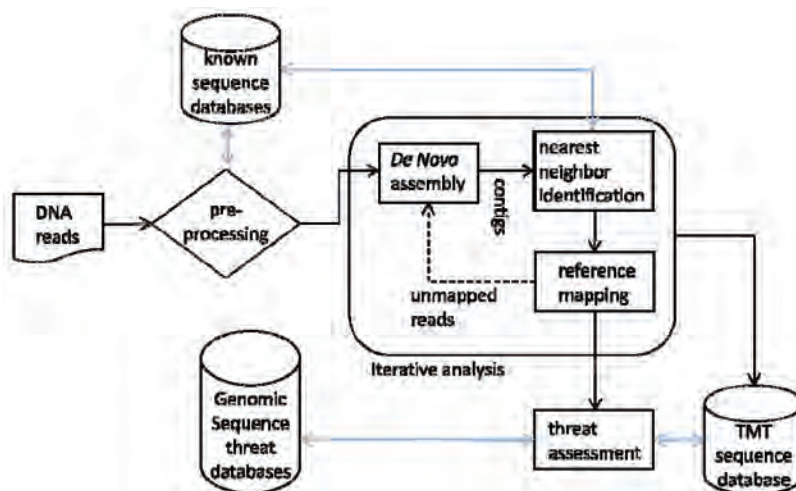 known
sequence
databases
De Novo
assembly
nearest
neighbor
identification
contigs
DNA
reads
pre-
processing
unmapped
reads
reference
mapping
Iterative analysis
Genomic
Sequence
threat
databases
threat
assessment
TMT
sequence
database